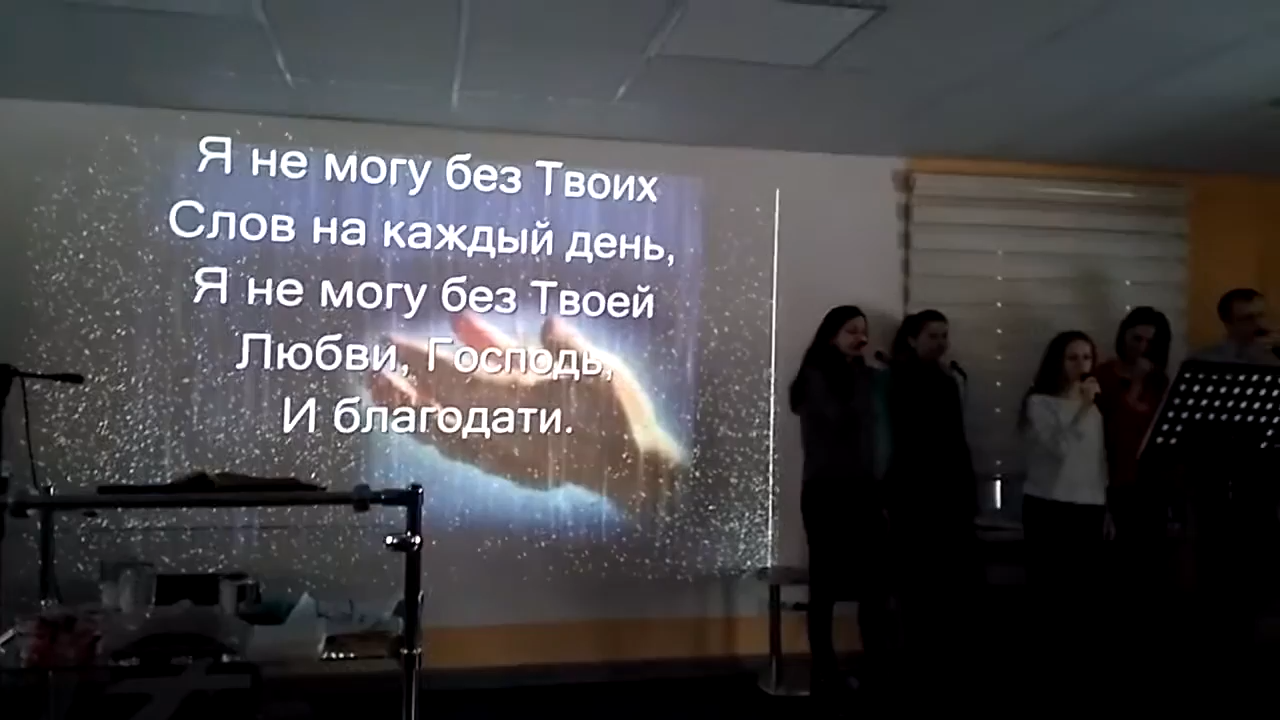 Я не могу без Твоих
Слов на каждый день,
Я не могу без Твоей
Любви, Господь,
И благодати.